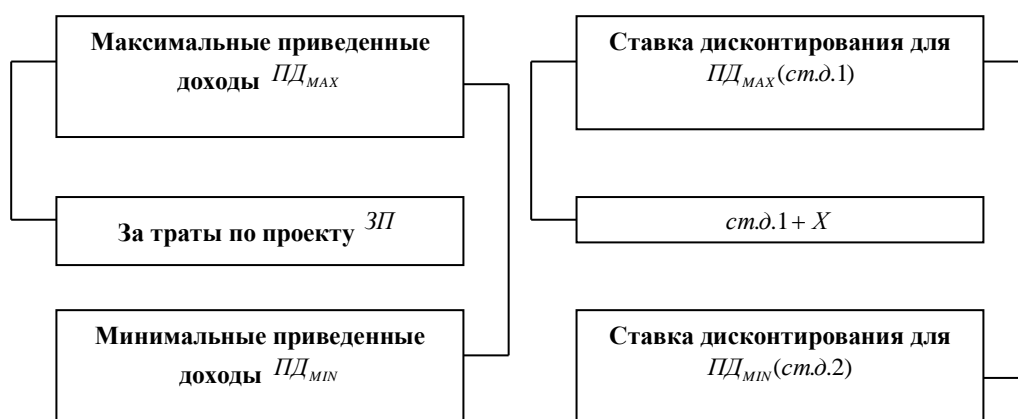 Максимальные приведенные
доходы ПД_MAX
За траты по проекту ЗП
Минимальные приведенные
доходы ПД_MIN
Ставка дисконтирования для
ПД_MAX(ст.д.1)
ст.д.1+ X
Ставка дисконтирования для
ПД_MIN(ст.д.2)